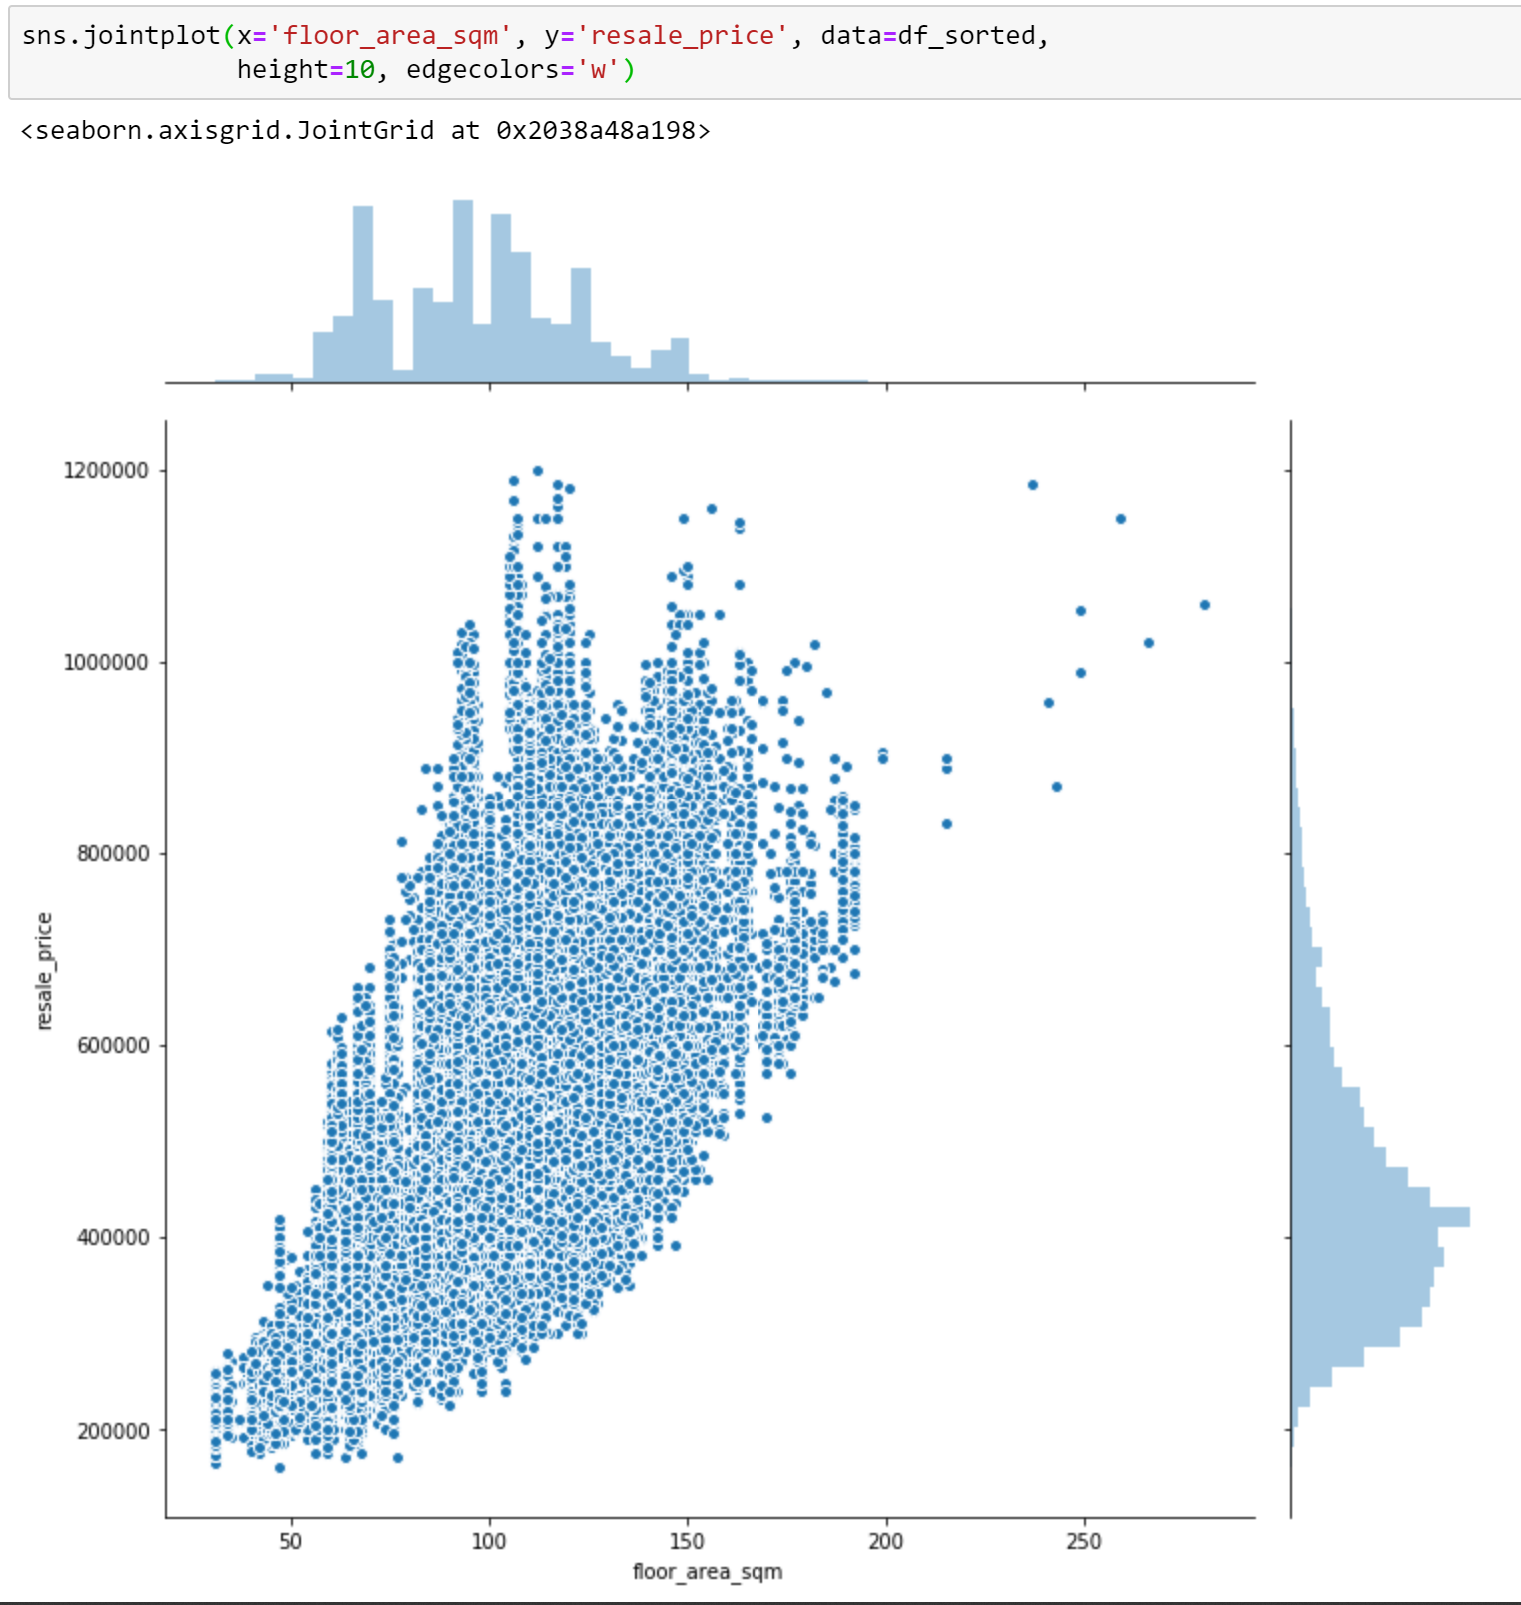 sns.jointplot(x='floor_area_sqm', y='resale_price', data=df_sorted,
height=10, edgecolors='w')
<seaborn.axisgrid.JointGrid at 0x2038a48a198>
1200000
1000000
800000
600000
400000
200000
resale_price
50 100 150 200 250
floor_area_sqm